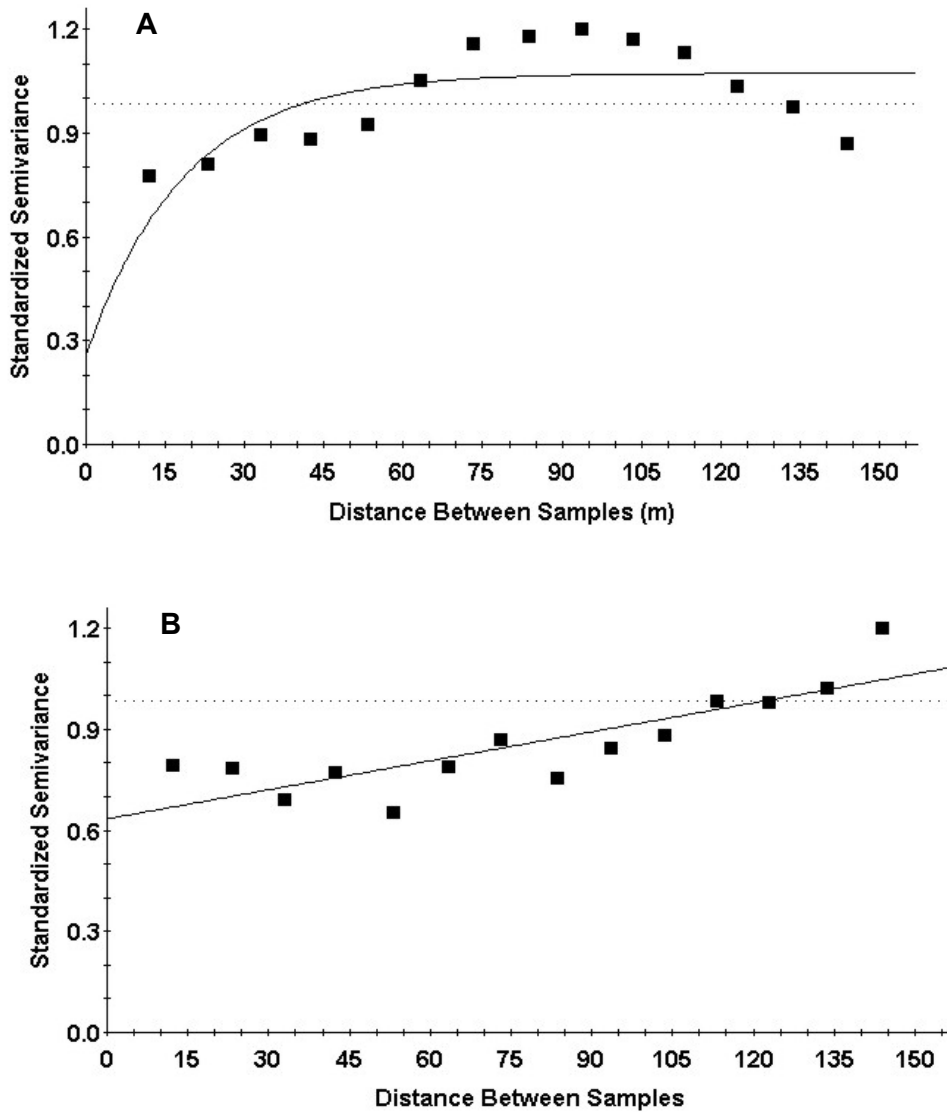 A
Standardized Semivariance
1.2
0.9
0.6
0.3
0.0
0 15 30 45 60 75 90 105 120 135 150
Distance Between Samples (m)
B
Standardized Semivariance
1.2
0.9
0.6
0.3
0.0
0 15 30 45 60 75 90 105 120 135 150
Distance Between Samples